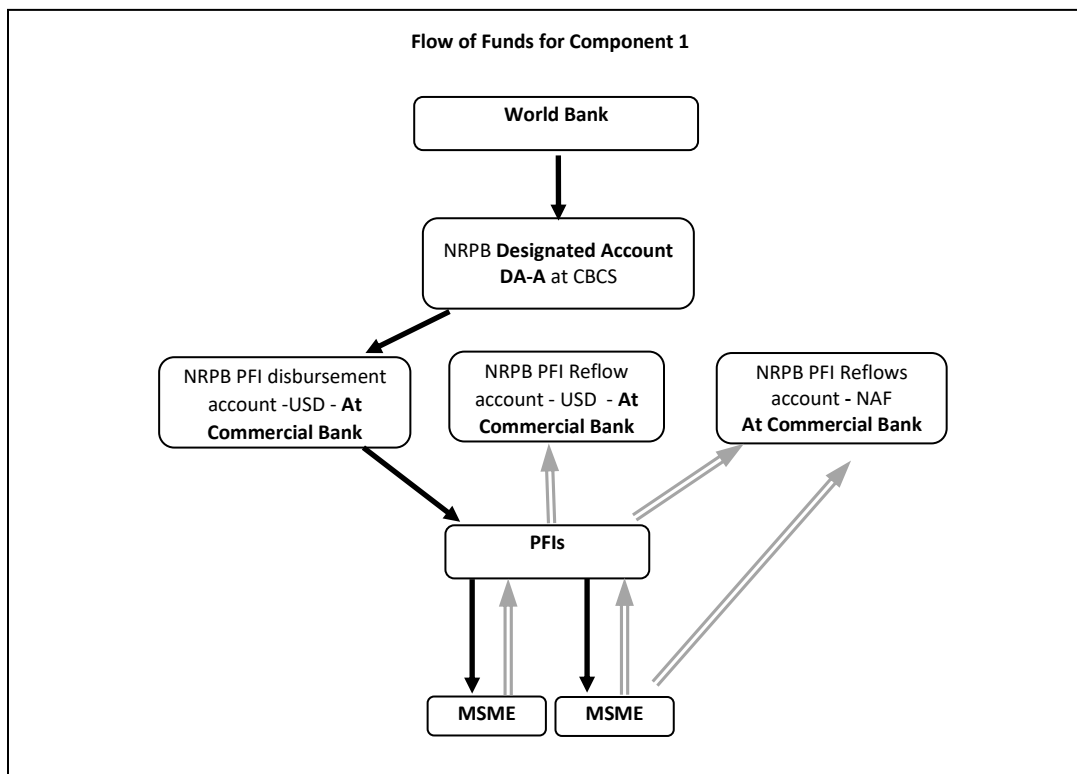 Flow of Funds for Component 1
World Bank
NRPB Designated Account
DA-A at CBCS
NRPB PFI disbursement
account -USD - At
Commercial Bank
NRPB PFI Reflow
account - USD - At
Commercial Bank
NRPB PFI Reflows
account - NAF
At Commercial Bank
PFIs
MSME
MSME